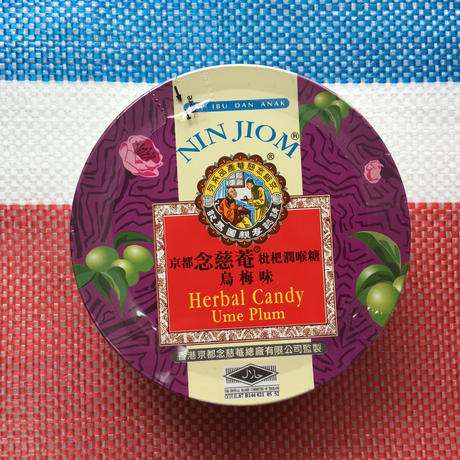 IBU DAN ANAK
NIN JIOM®
®
京都念慈菴®枇杷潤喉糖
烏梅味
Herbal Candy
Ume Plum
香港京都念慈菴總廠有限公司監製
حلال